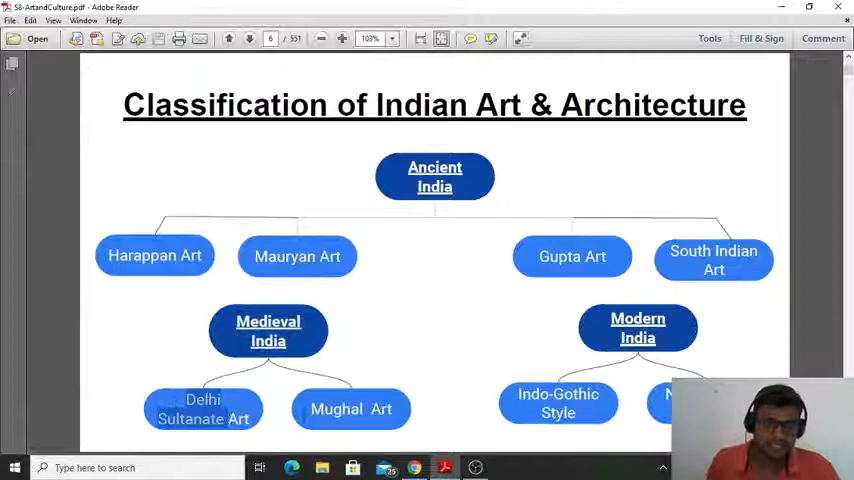 S8-ArtandCulture.pdf - Adobe Reader
File Edit View Window Help
Open 6 / 551 103% Tools Fill & Sign Comment
Classification of Indian Art & Architecture
Ancient
India
Harappan Art
Mauryan Art
Gupta Art
South Indian
Art
Medieval
India
Modern
India
Delhi
Sultanate Art
Mughal Art
Indo-Gothic
Style
N
Type here to search
25